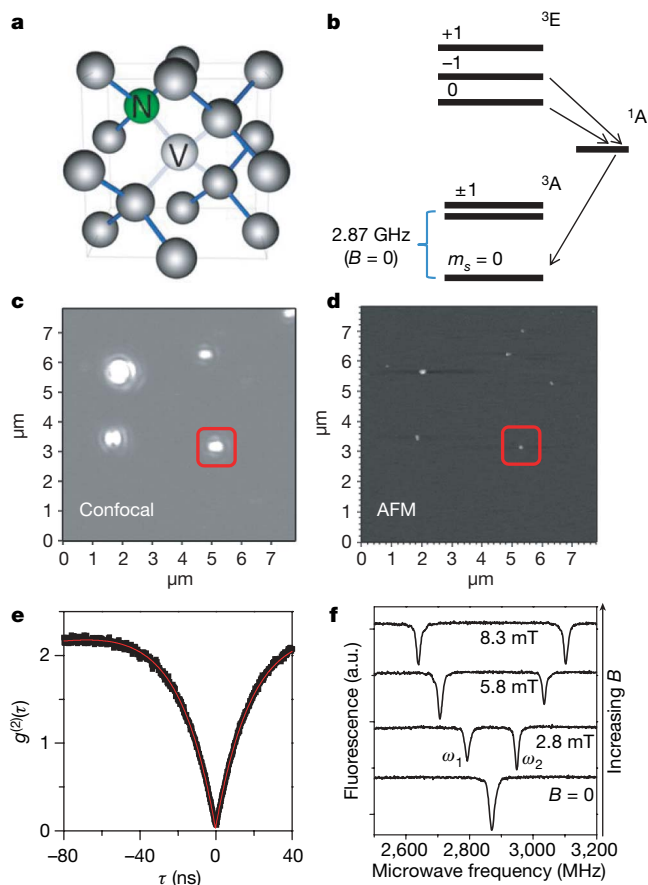 a
N
V
b
+1
³E
–1
0
¹A
±1
³A
2.87 GHz
(B = 0)
mₛ = 0
c
7
6
5
4
3
2
1
0
μm
Confocal
0 1 2 3 4 5 6 7
μm
d
7
6
5
4
3
2
1
0
μm
AFM
0 1 2 3 4 5 6 7
μm
e
2
1
0
g⁽²⁾(τ)
–80 –40 0 40
τ (ns)
f
Fluorescence (a.u.)
8.3 mT
5.8 mT
2.8 mT
ω₁ ω₂
B = 0
Increasing B
2,600 2,800 3,000 3,200
Microwave frequency (MHz)